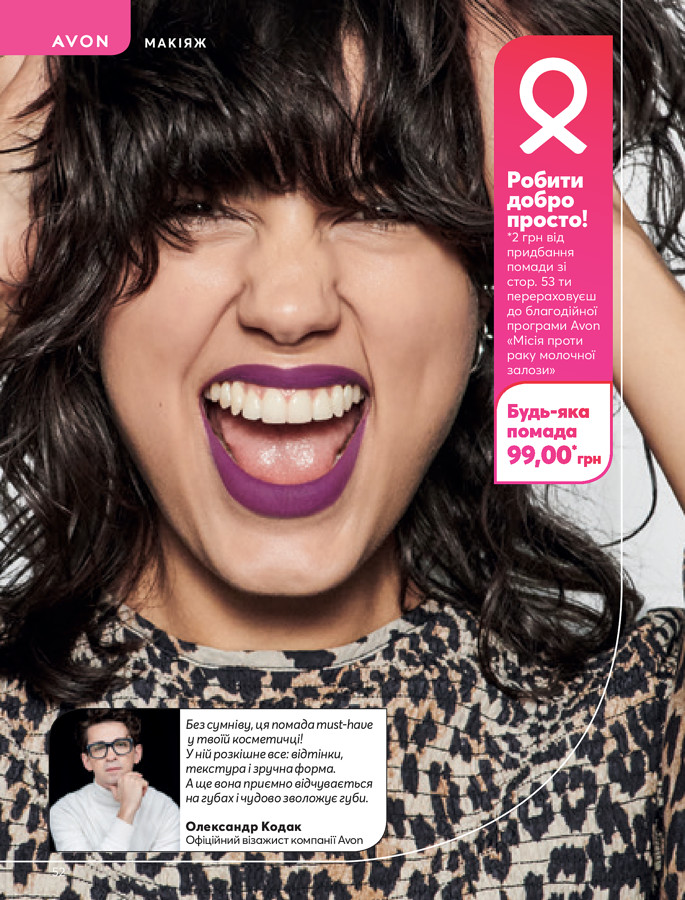 AVON
МАКІЯЖ
Робити
добро
просто!
*2 грн від
придбання
помади зі
стор. 53 ти
перераховуєш
до благодійної
програми Avon
«Місія проти
раку молочної
залози»
Будь-яка
помада
99,00* грн
Без сумніву, ця помада must-have
у твоїй косметичці!
У ній розкішне все: відтінки,
текстура і зручна форма.
А ще вона приємно відчувається
на губах і чудово зволожує губи.
Олександр Кодак
Офіційний візажист компанії Avon
52